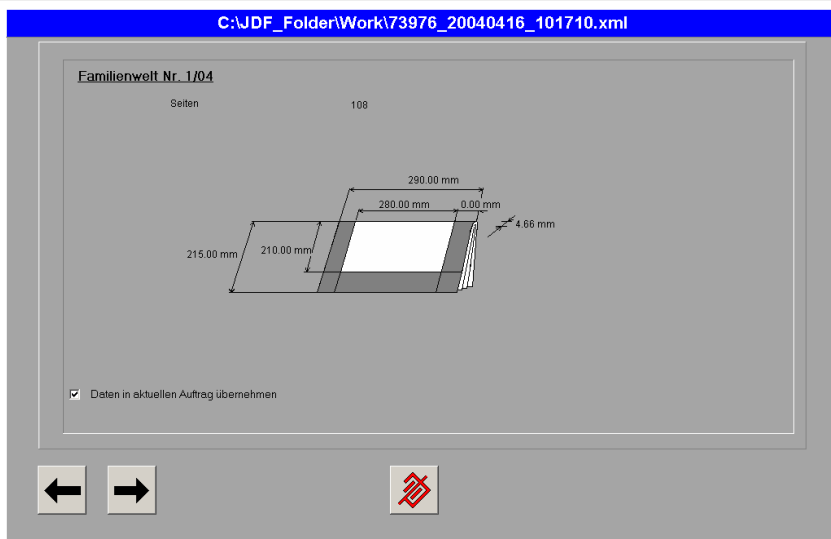 C:\JDF_Folder\Work\73976_20040416_101710.xml
Familienwelt Nr. 1/04
Seiten 108
290.00 mm
280.00 mm 0.00 mm
4.66 mm
215.00 mm 210.00 mm
Daten in aktuellen Auftrag übernehmen